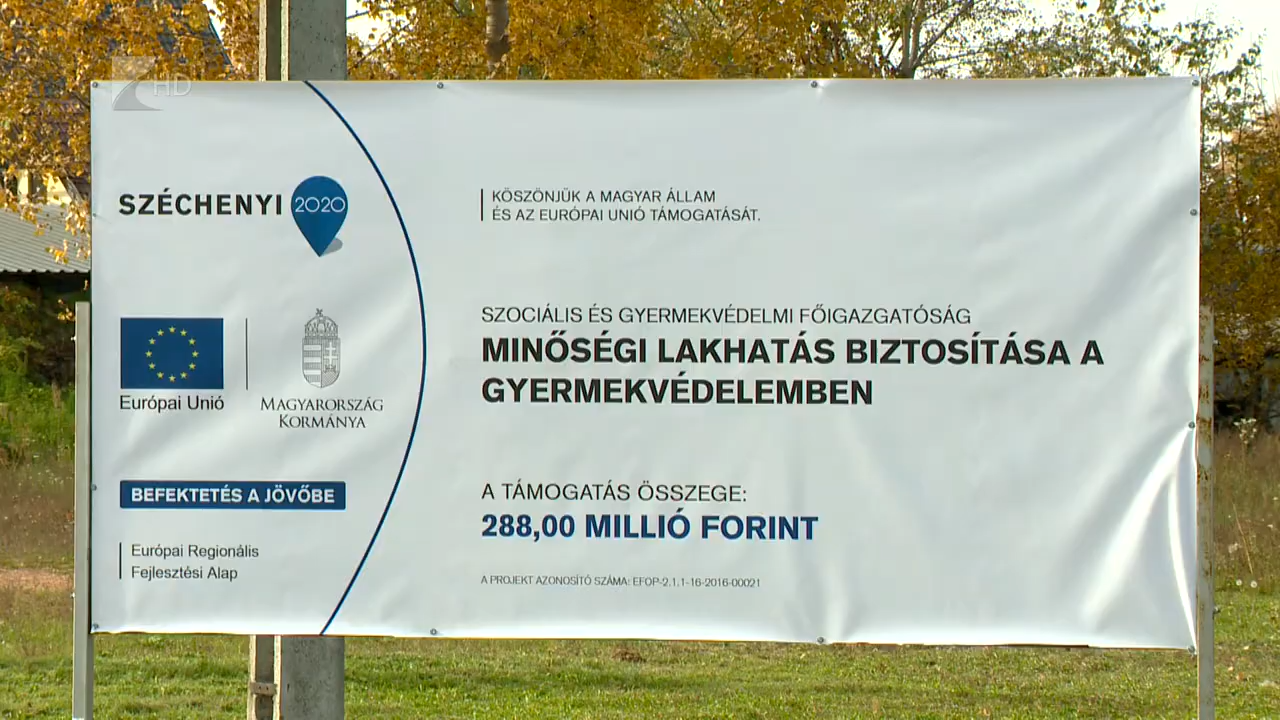 HD
SZÉCHENYI 2020
KÖSZÖNJÜK A MAGYAR ÁLLAM
ÉS AZ EURÓPAI UNIÓ TÁMOGATÁSÁT.
Európai Unió
MAGYARORSZÁG
KORMÁNYA
SZOCIÁLIS ÉS GYERMEKVÉDELMI FŐIGAZGATÓSÁG
MINŐSÉGI LAKHATÁS BIZTOSÍTÁSA A
GYERMEKVÉDELEMBEN
BEFEKTETÉS A JÖVŐBE
Európai Regionális
Fejlesztési Alap
A TÁMOGATÁS ÖSSZEGE:
288,00 MILLIÓ FORINT
A PROJEKT AZONOSÍTÓ SZÁMA: EFOP-2.1.1-16-2016-00021